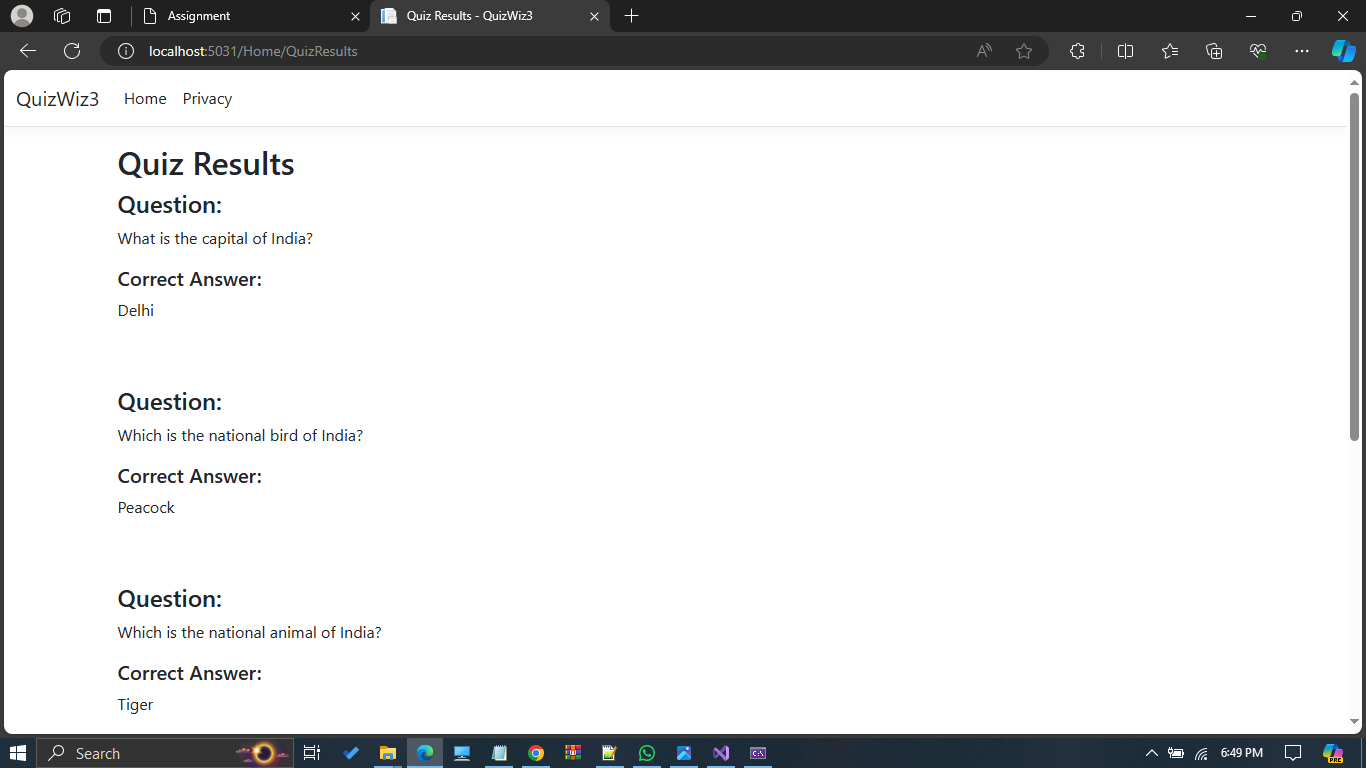 Assignment
Quiz Results - QuizWiz3
localhost:5031/Home/QuizResults
QuizWiz3 Home Privacy
Quiz Results
Question:
What is the capital of India?
Correct Answer:
Delhi
Question:
Which is the national bird of India?
Correct Answer:
Peacock
Question:
Which is the national animal of India?
Correct Answer:
Tiger
Search
6:49 PM
PRE